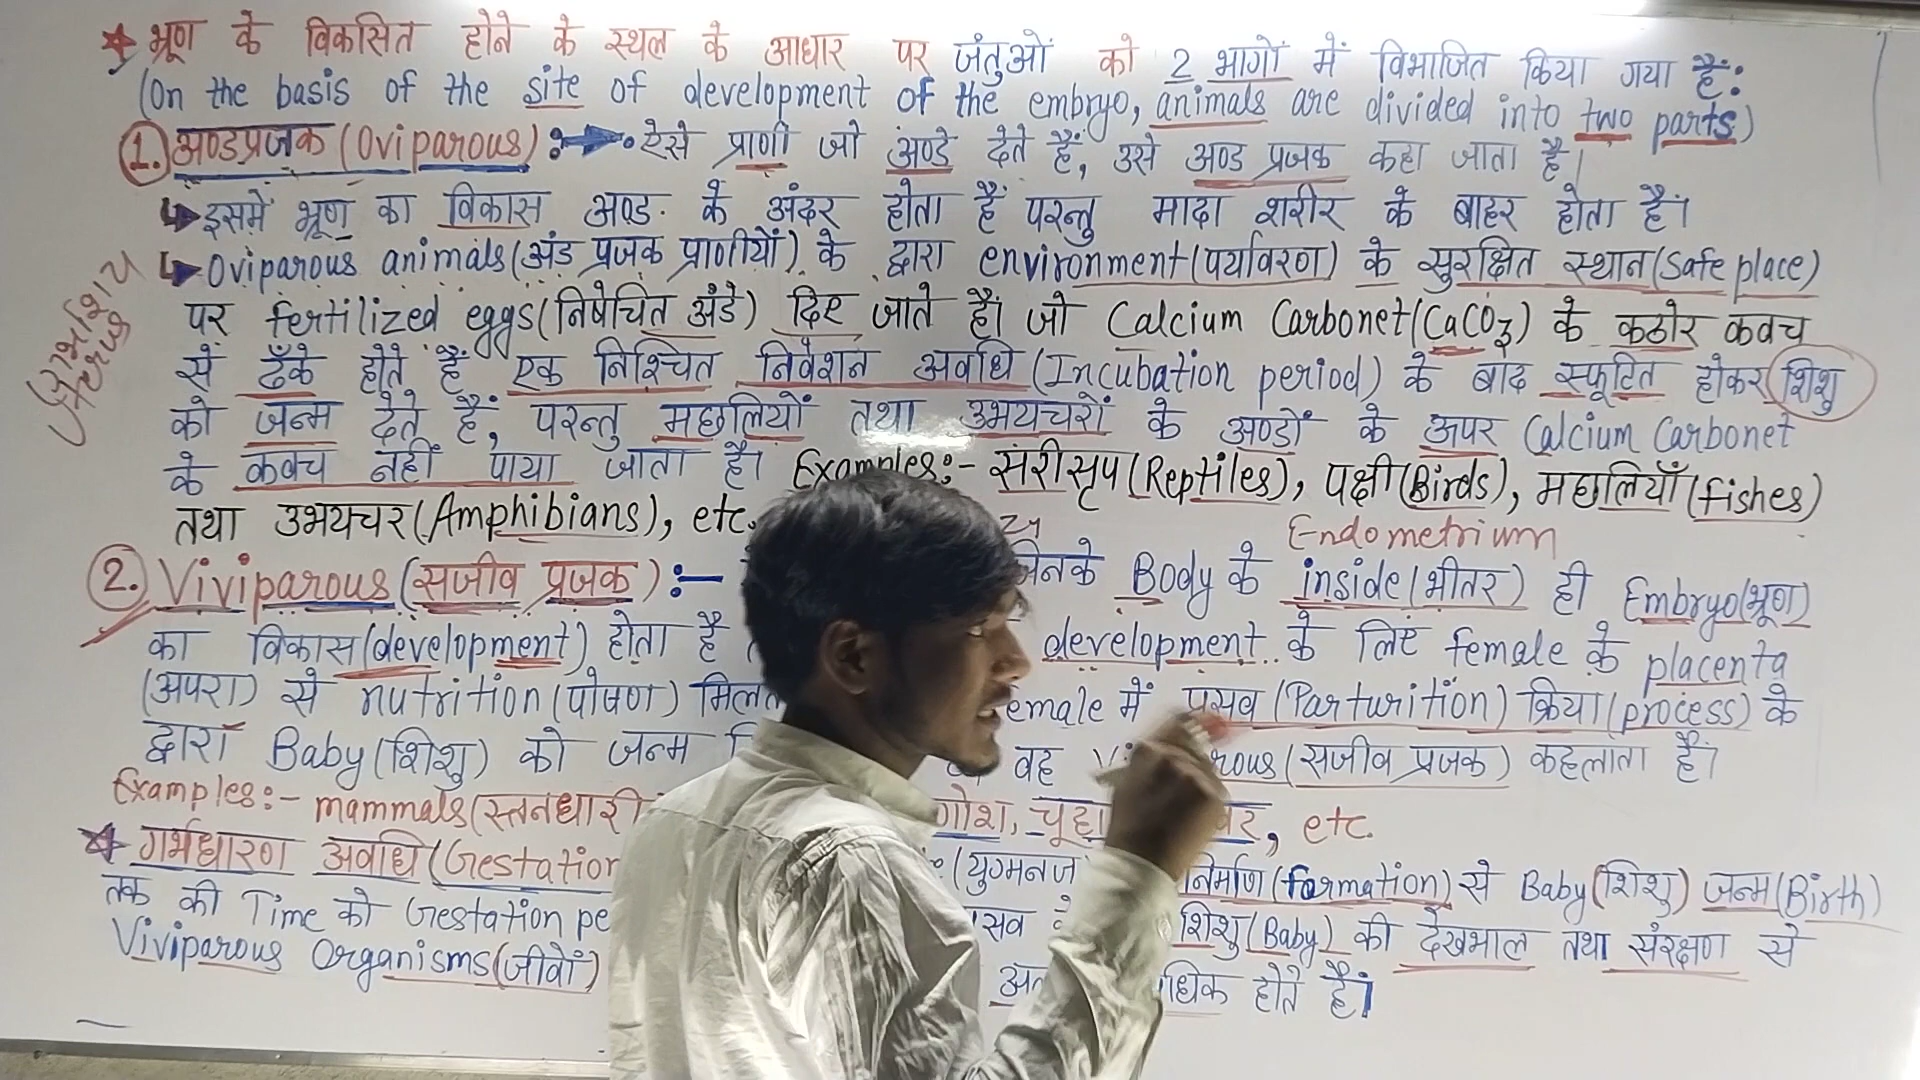 ★ भ्रूण के विकसित होने के स्थल के आधार पर जंतुओं को 2 भागों में विभाजित किया गया है:
(On the basis of the site of development of the embryo, animals are divided into two parts)
1. अण्डप्रजक (Oviparous) :→ • ऐसे प्राणी जो अण्डे देते हैं, उसे अण्ड प्रजक कहा जाता है।
↳ इसमें भ्रूण का विकास अण्ड के अंदर होता है परन्तु मादा शरीर के बाहर होता है।
↳ Oviparous animals (अंड प्रजक प्राणीयों) के द्वारा environment (पर्यावरण) के सुरक्षित स्थान (Safe place)
पर fertilized eggs (निषेचित अंडे) दिए जाते हैं। जो Calcium Carbonet (CaCO3) के कठोर कवच
से ढँके होते हैं एक निश्चित निवेशन अवधि (Incubation period) के बाद स्फूटित होकर शिशु
को जन्म देते हैं, परन्तु मछलियों तथा उभयचरों के अण्डों के ऊपर Calcium Carbonet
के कवच नहीं पाया जाता है। Examples:- सरीसृप (Reptiles), पक्षी (Birds), मछलियाँ (fishes)
तथा उभयचर (Amphibians), etc.
गर्भाशय
Uterus
Endometrium
2. Viviparous (सजीव प्रजक) :- जिनके Body के inside (भीतर) ही Embryo (भ्रूण)
का विकास (development) होता है development के लिए female के placenta
(अपरा) से nutrition (पोषण) female में प्रसव (Parturition) क्रिया (process) के
द्वारा Baby (शिशु) को जन्म वह (सजीव प्रजक) कहलाता है।
Examples:- mammals (स्तनधारी चूहा etc.
★ गर्भधारण अवधि (Gestation (युग्मनज निर्माण (formation) से Baby (शिशु) जन्म (Birth)
तक की Time को Gestation शिशु (Baby) की देखभाल तथा संरक्षण से
Viviparous Organisms (जीवों) होते हैं।